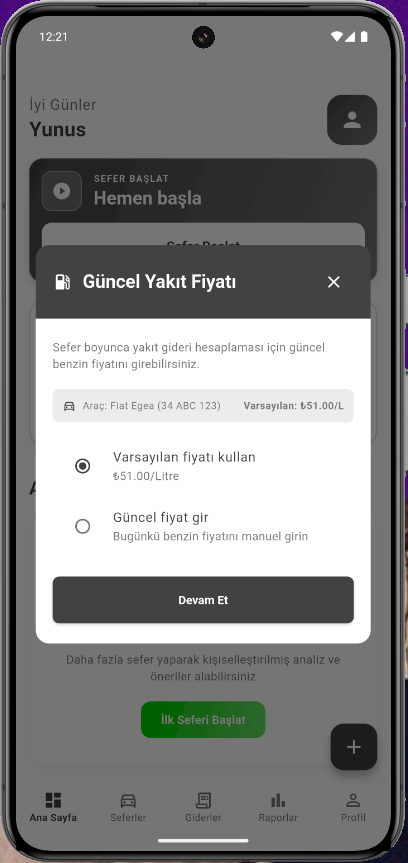 12:21
İyi Günler
Yunus
SEFER BAŞLAT
Hemen başla
Sefer Başlat
Güncel Yakıt Fiyatı
Sefer boyunca yakıt gideri hesaplaması için güncel
benzin fiyatını girebilirsiniz.
Araç: Fiat Egea (34 ABC 123) Varsayılan: ₺51.00/L
Varsayılan fiyatı kullan
₺51.00/Litre
Güncel fiyat gir
Bugünkü benzin fiyatını manuel girin
Devam Et
Daha fazla sefer yaparak kişiselleştirilmiş analiz ve
öneriler alabilirsiniz
İlk Seferi Başlat
Ana Sayfa Seferler Giderler Raporlar Profil